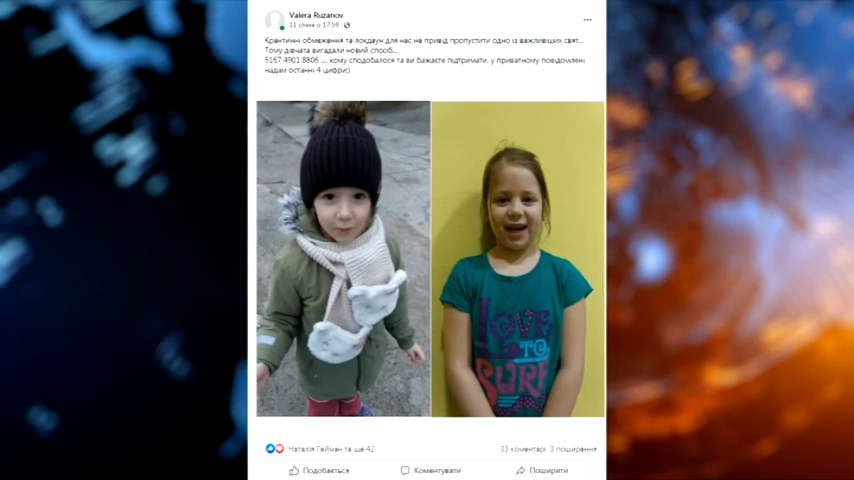 Valera Ruzanov
11 січня о 17:59
Крантинні обмеження та локдаун для нас не привід пропустити одно із важливіших свят...
Тому дівчата вигадали новий спосіб...
5167 4901 8806 .... кому сподобалося та ви бажаєте підтримати, у приватному повідомлені
надам останні 4 цифри:)
LOVE
TO
SURF
Наталія Гейман та ще 42
33 коментарі 3 поширення
Подобається
Коментувати
Поширити